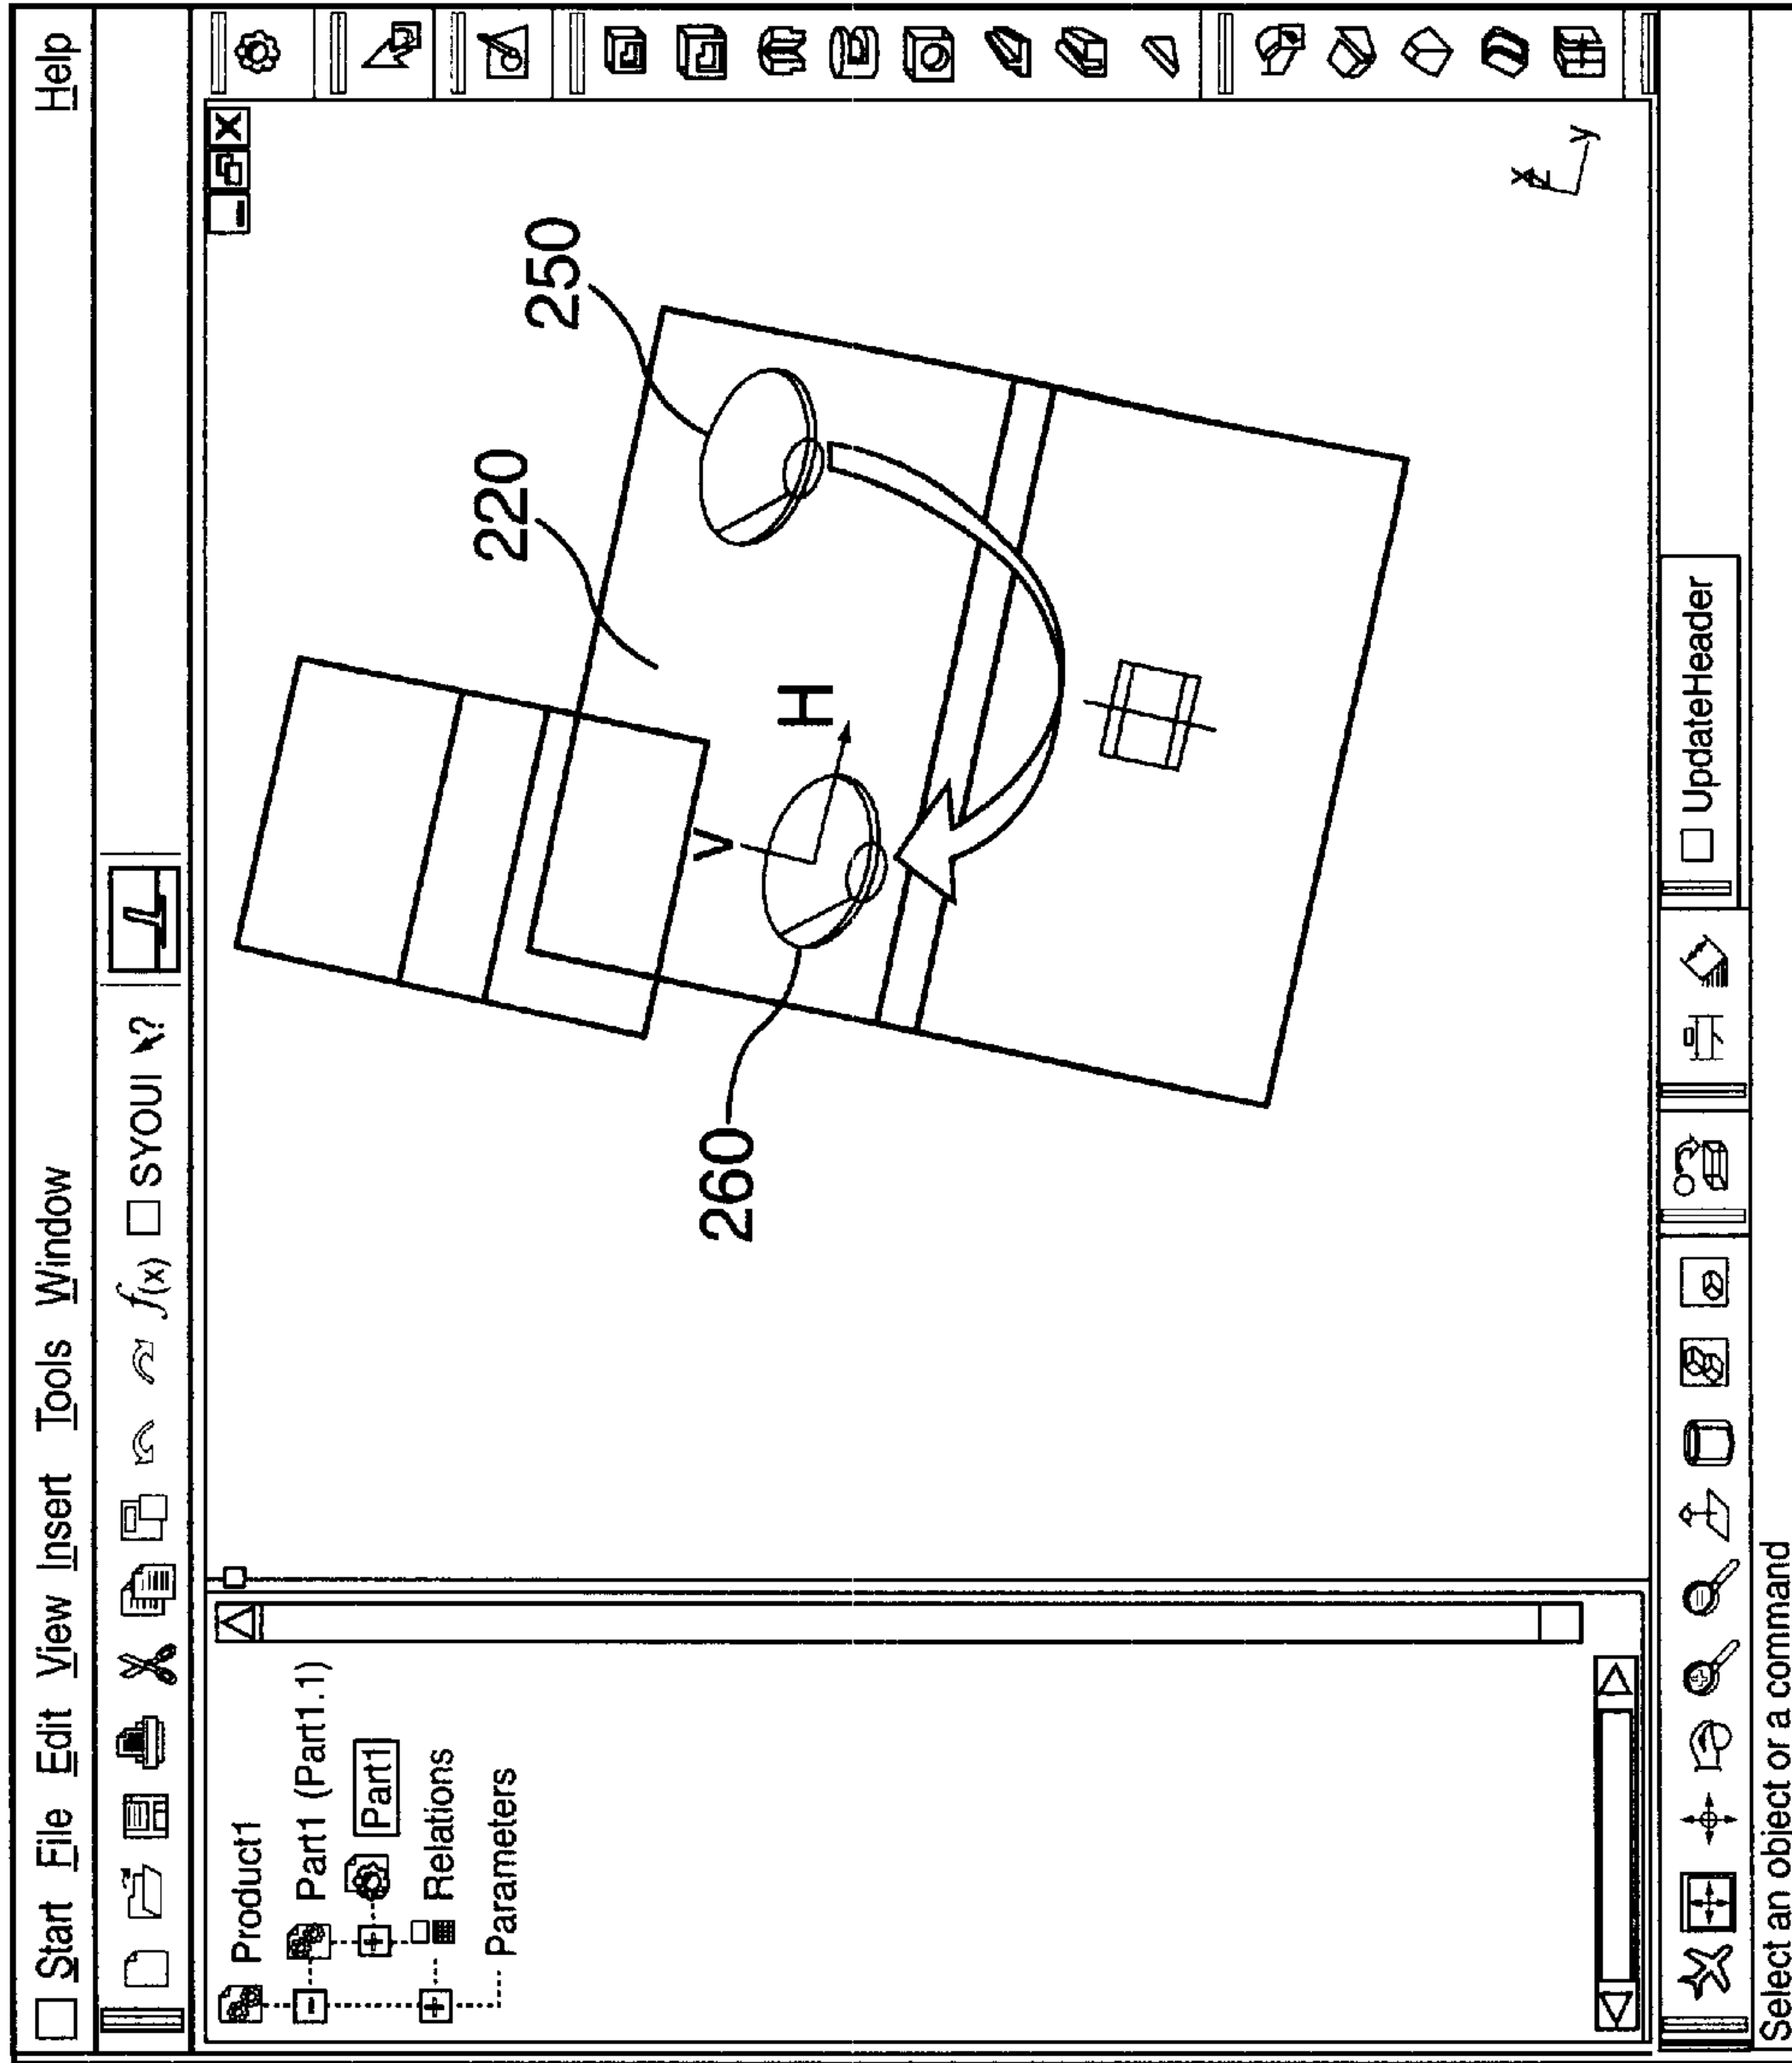 Start File Edit View Insert Tools Window Help
f(x) SYOUI ?
Product1
Part1 (Part1.1)
Part1
Relations
Parameters
220
250
260
V
H
x
z
y
UpdateHeader
Select an object or a command